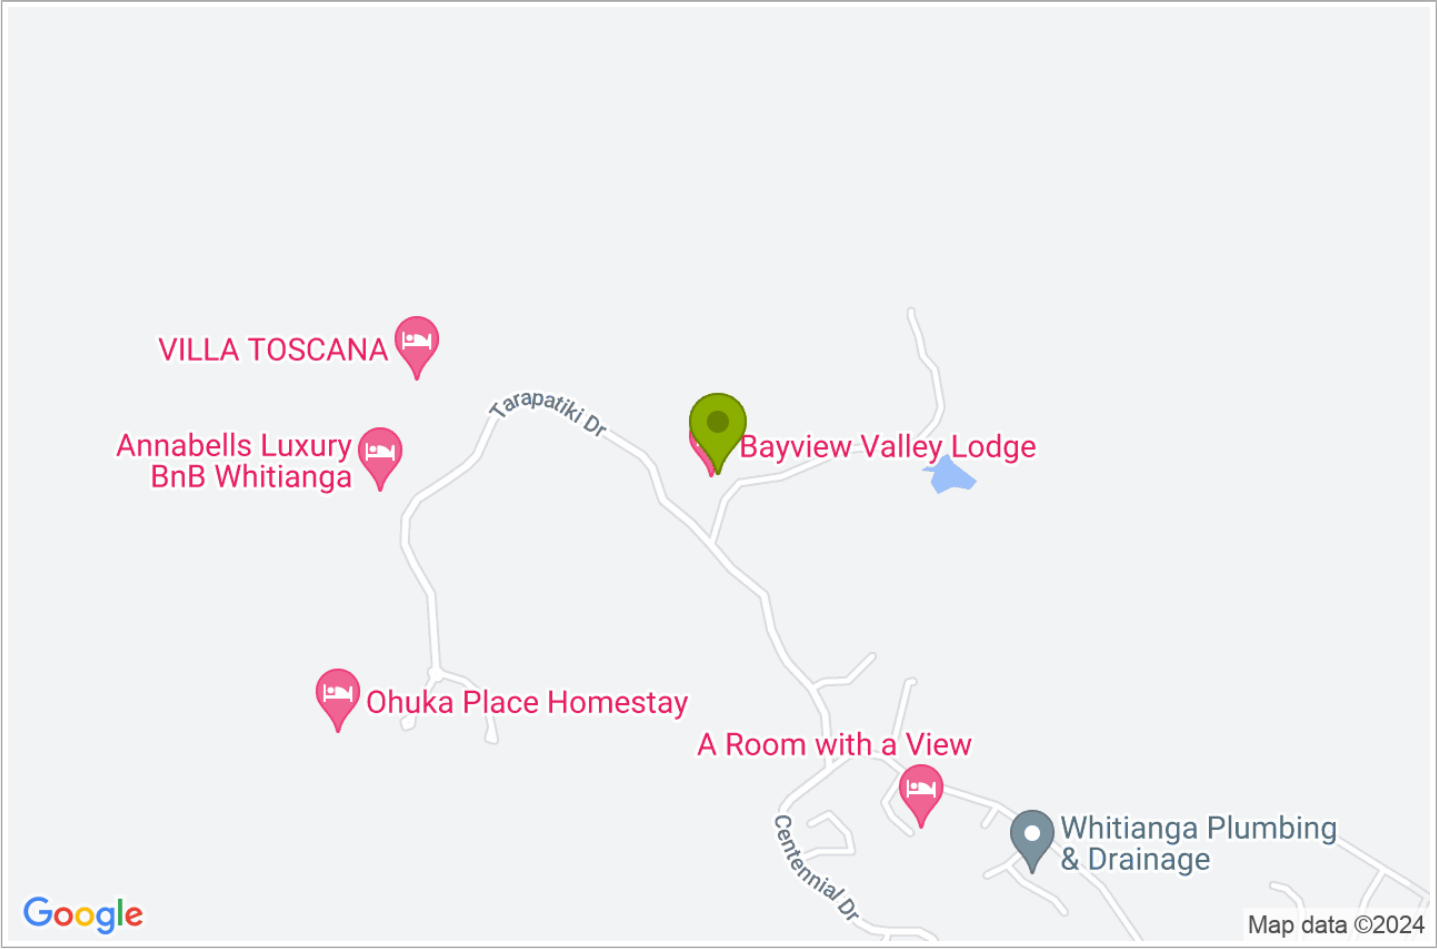 VILLA TOSCANA
Tarapatiki Dr
Annabells Luxury
BnB Whitianga
Bayview Valley Lodge
Ohuka Place Homestay
A Room with a View
Centennial Dr
Whitianga Plumbing
& Drainage
Google
Map data ©2024